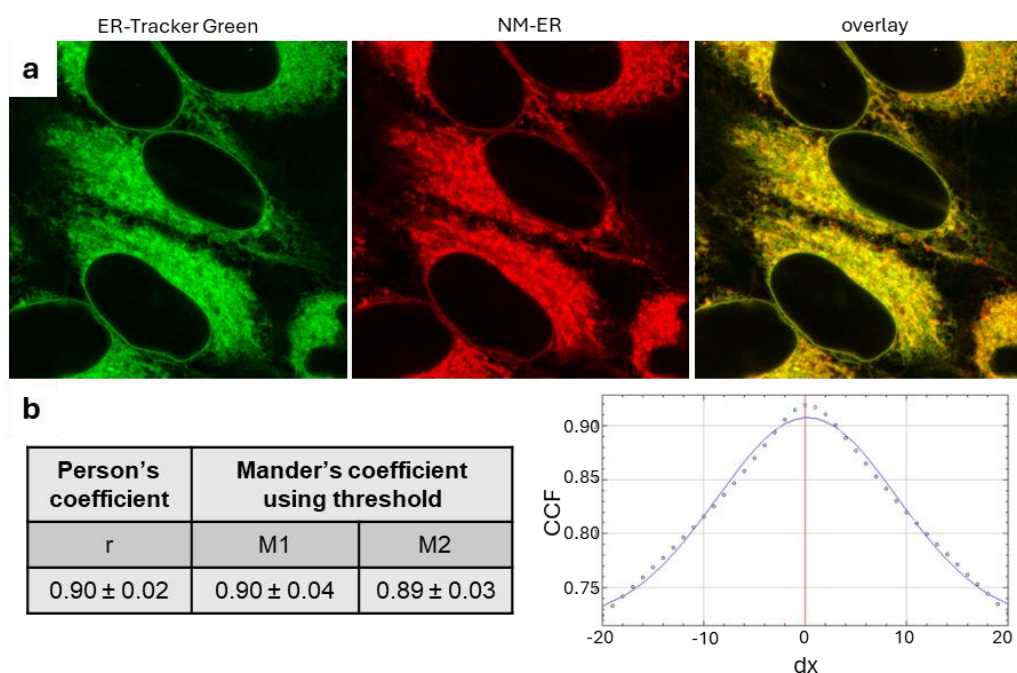 ER-Tracker Green
NM-ER
overlay
a
b
Person's
coefficient
Mander's coefficient
using threshold
r
M1
M2
0.90 ± 0.02
0.90 ± 0.04
0.89 ± 0.03
CCF
0.90
0.85
0.80
0.75
-20
-10
0
10
20
dx